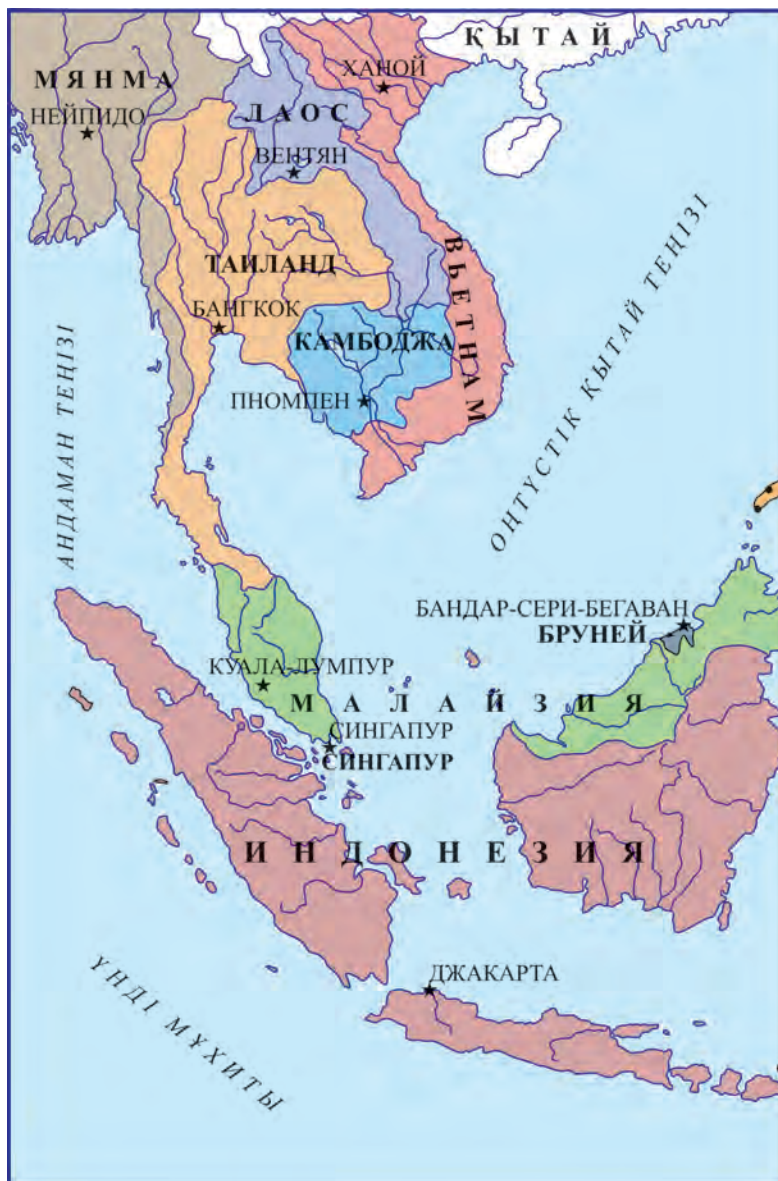 ҚЫТАЙ
МЯНМА
ХАНОЙ
НЕЙПИДО
ЛАОС
ВЕНТЯН
ВЬЕТНАМ
ТАИЛАНД
БАНГКОК
КАМБОДЖА
ПНОМПЕН
АНДАМАН ТЕҢІЗІ
ОҢТҮСТІК ҚЫТАЙ ТЕҢІЗІ
БАНДАР-СЕРИ-БЕГАВАН
БРУНЕЙ
КУАЛА-ЛУМПУР
МАЛАЙЗИЯ
СИНГАПУР
СИНГАПУР
ИНДОНЕЗИЯ
ДЖАКАРТА
ҮНДІ МҰХИТЫ